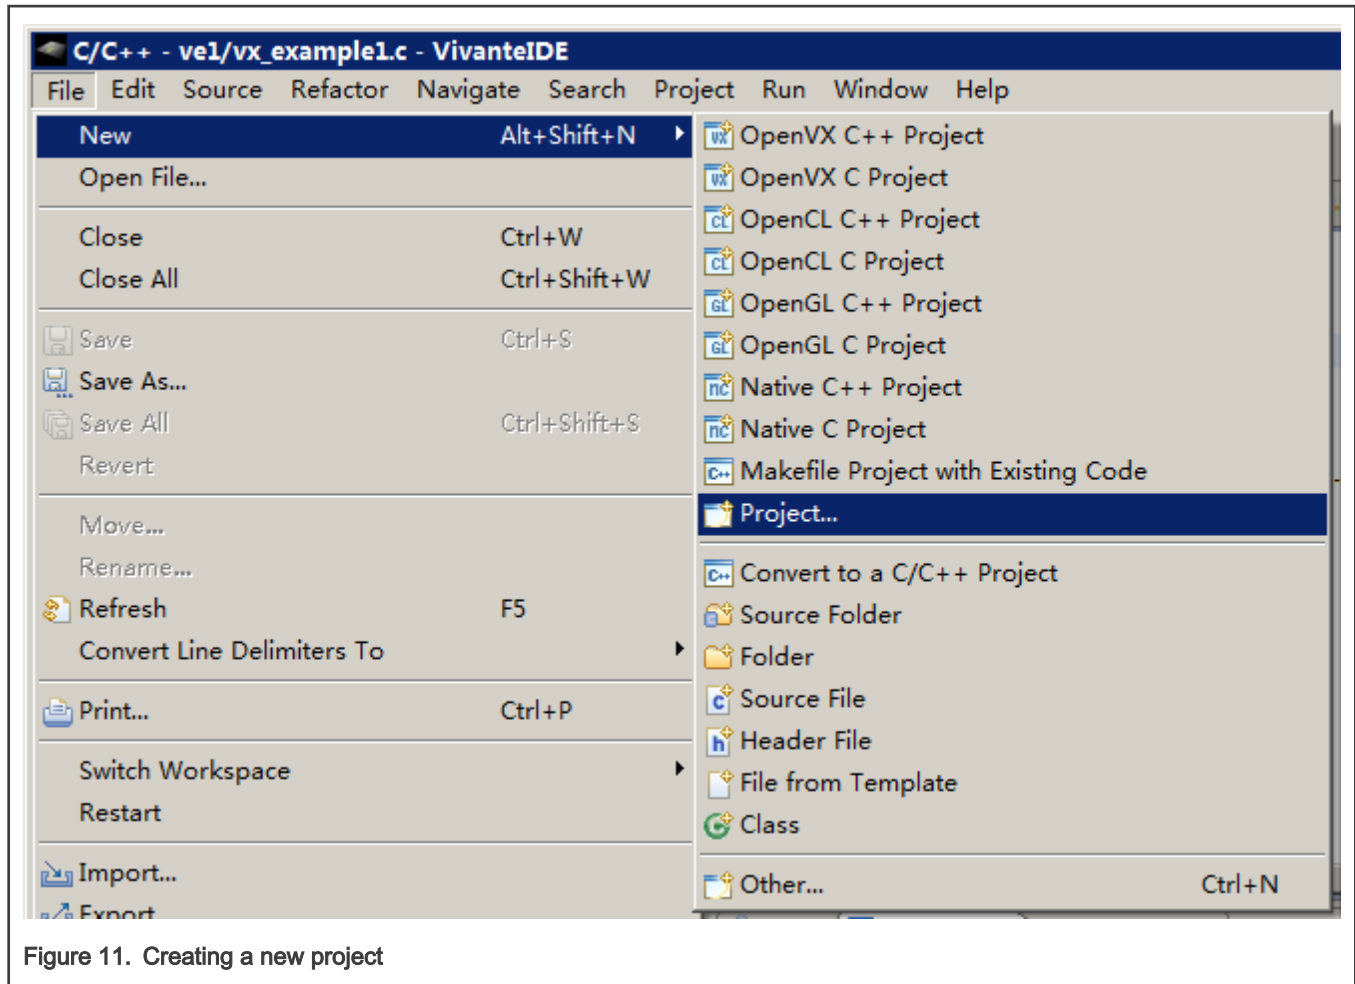 C/C++ - ve1/vx_example1.c - VivanteIDE
File Edit Source Refactor Navigate Search Project Run Window Help
New Alt+Shift+N
Open File...
Close Ctrl+W
Close All Ctrl+Shift+W
Save Ctrl+S
Save As...
Save All Ctrl+Shift+S
Revert
Move...
Rename...
Refresh F5
Convert Line Delimiters To
Print... Ctrl+P
Switch Workspace
Restart
Import...
Export
OpenVX C++ Project
OpenVX C Project
OpenCL C++ Project
OpenCL C Project
OpenGL C++ Project
OpenGL C Project
Native C++ Project
Native C Project
Makefile Project with Existing Code
Project...
Convert to a C/C++ Project
Source Folder
Folder
Source File
Header File
File from Template
Class
Other... Ctrl+N
Figure 11. Creating a new project